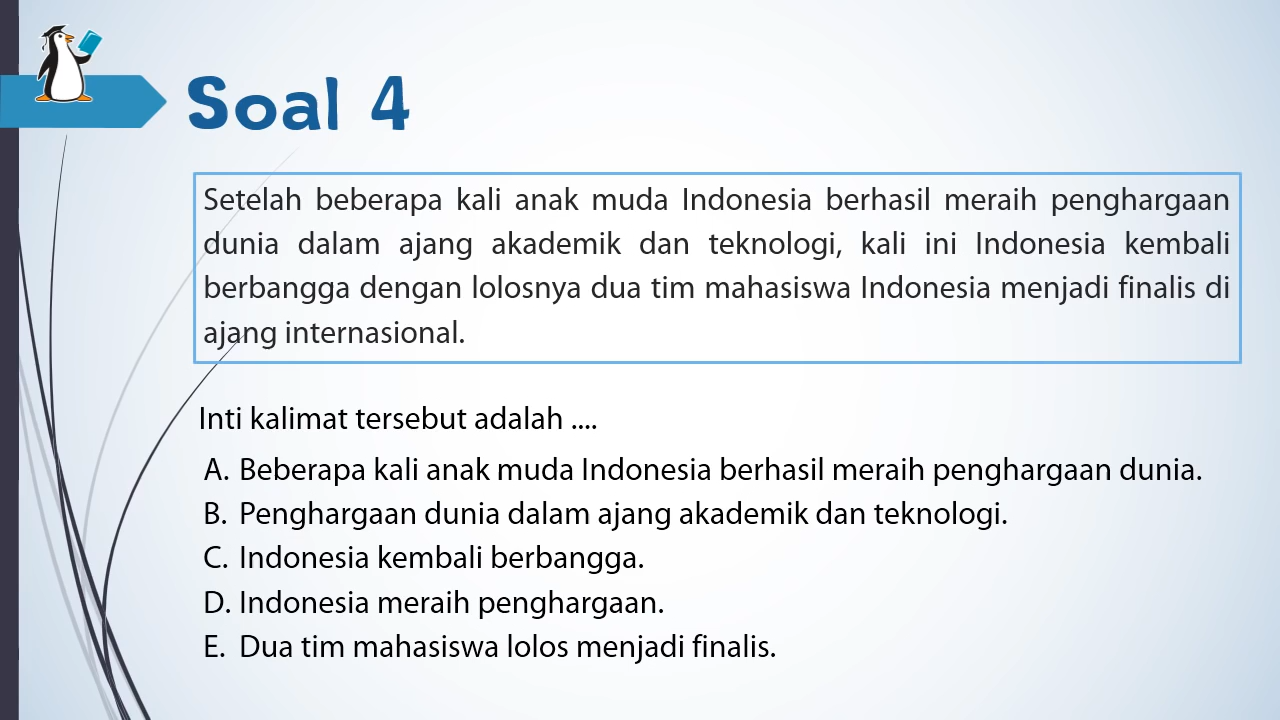 Soal 4
Setelah beberapa kali anak muda Indonesia berhasil meraih penghargaan
dunia dalam ajang akademik dan teknologi, kali ini Indonesia kembali
berbangga dengan lolosnya dua tim mahasiswa Indonesia menjadi finalis di
ajang internasional.
Inti kalimat tersebut adalah ....
A. Beberapa kali anak muda Indonesia berhasil meraih penghargaan dunia.
B. Penghargaan dunia dalam ajang akademik dan teknologi.
C. Indonesia kembali berbangga.
D. Indonesia meraih penghargaan.
E. Dua tim mahasiswa lolos menjadi finalis.